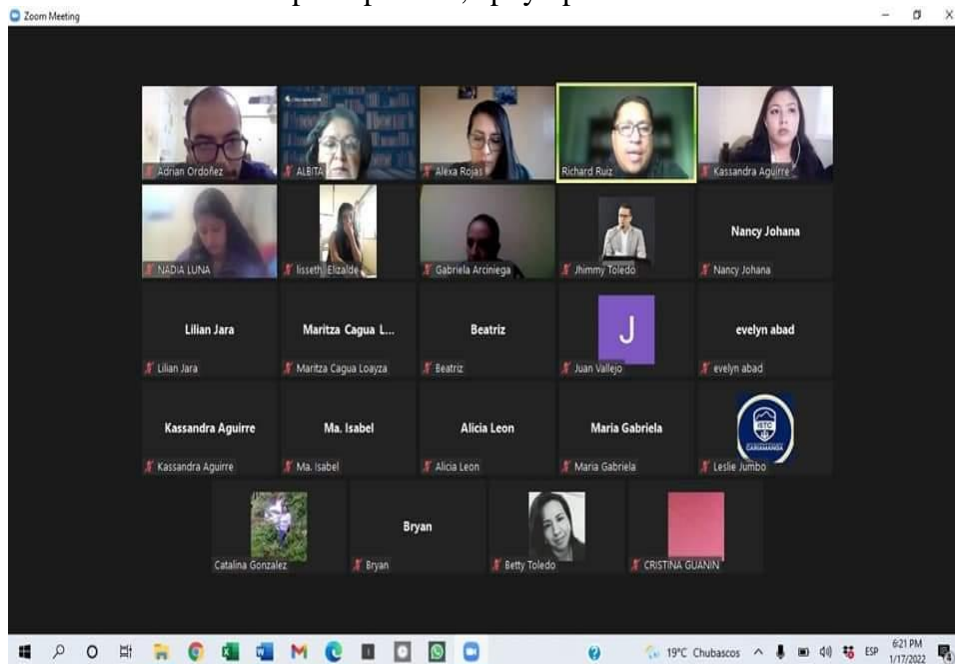 Zoom Meeting
Adrian Ordoñez
ALBITA
Alexa Rojas
Richard Ruiz
Kassandra Aguirre
NADIA LUNA
lisseth_Elizalde
Gabriela Arciniega
Jhimmy Toledo
Nancy Johana
Nancy Johana
Lilian Jara
Maritza Cagua L...
Beatriz
J
evelyn abad
Lilian Jara
Maritza Cagua Loayza
Beatriz
Juan Vallejo
evelyn abad
Kassandra Aguirre
Ma. Isabel
Alicia Leon
Maria Gabriela
ISTC
CARIAMANGA
Kassandra Aguirre
Ma. Isabel
Alicia Leon
Maria Gabriela
Leslie Jumbo
Bryan
Catalina Gonzalez
Bryan
Betty Toledo
CRISTINA GUANIN
19°C Chubascos
ESP
6:21 PM
1/17/2022